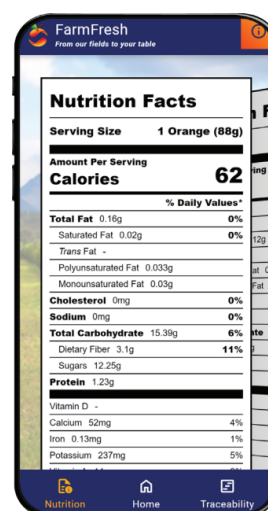 FarmFresh
From our fields to your table
Nutrition Facts
Serving Size 1 Orange (88g)
Amount Per Serving
Calories 62
% Daily Values*
Total Fat 0.16g 0%
Saturated Fat 0.02g 0%
Trans Fat -
Polyunsaturated Fat 0.033g
Monounsaturated Fat 0.03g
Cholesterol 0mg 0%
Sodium 0mg 0%
Total Carbohydrate 15.39g 6%
Dietary Fiber 3.1g 11%
Sugars 12.25g
Protein 1.23g
Vitamin D -
Calcium 52mg 4%
Iron 0.13mg 1%
Potassium 237mg 5%
Nutrition Home Traceability